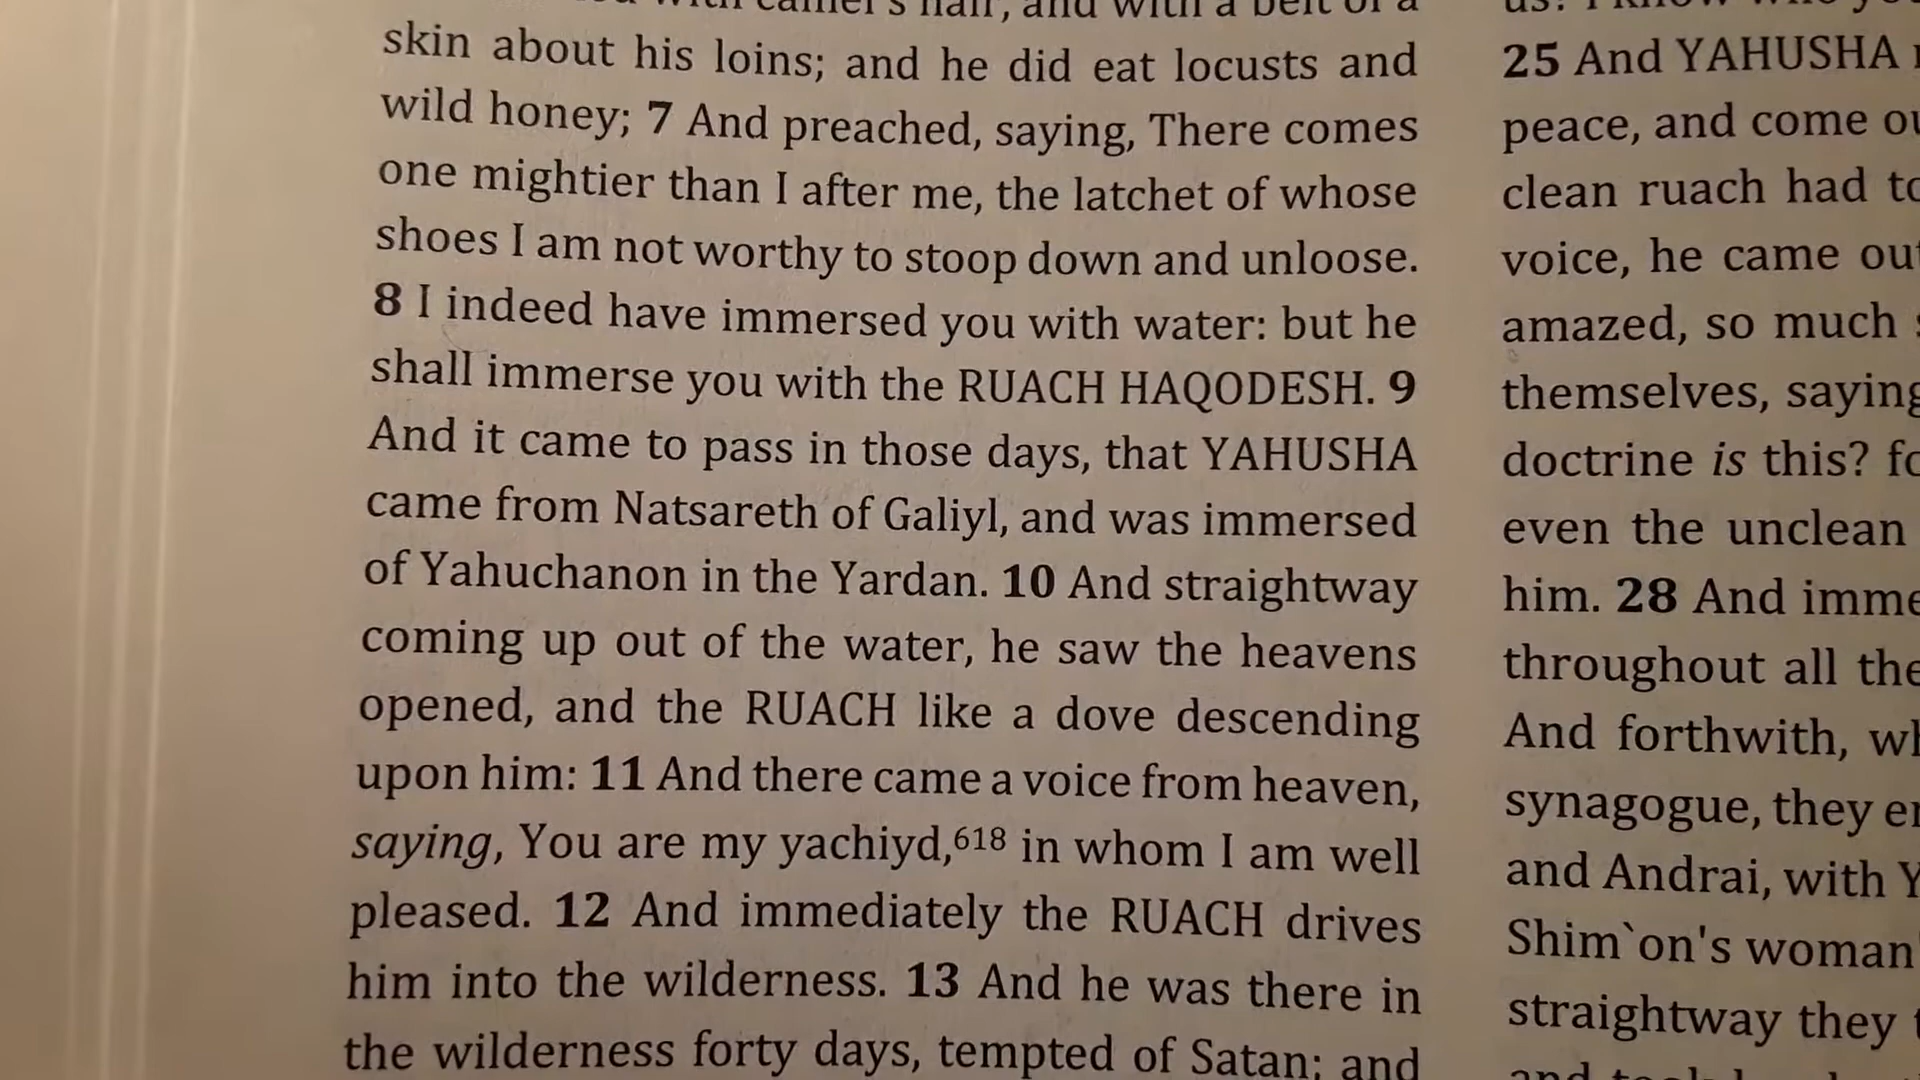 camel's hair, and with a belt of a
skin about his loins; and he did eat locusts and
wild honey; 7 And preached, saying, There comes
one mightier than I after me, the latchet of whose
shoes I am not worthy to stoop down and unloose.
8 I indeed have immersed you with water: but he
shall immerse you with the RUACH HAQODESH. 9
And it came to pass in those days, that YAHUSHA
came from Natsareth of Galiyl, and was immersed
of Yahuchanon in the Yardan. 10 And straightway
coming up out of the water, he saw the heavens
opened, and the RUACH like a dove descending
upon him: 11 And there came a voice from heaven,
saying, You are my yachiyd,618 in whom I am well
pleased. 12 And immediately the RUACH drives
him into the wilderness. 13 And he was there in
the wilderness forty days, tempted of Satan; and
25 And YAHUSHA
peace, and come
clean ruach had
voice, he came
amazed, so much
themselves, saying
doctrine is this?
even the unclean
him. 28 And
throughout all the
And forthwith,
synagogue, they
and Andrai, with
Shim`on's woman
straightway they